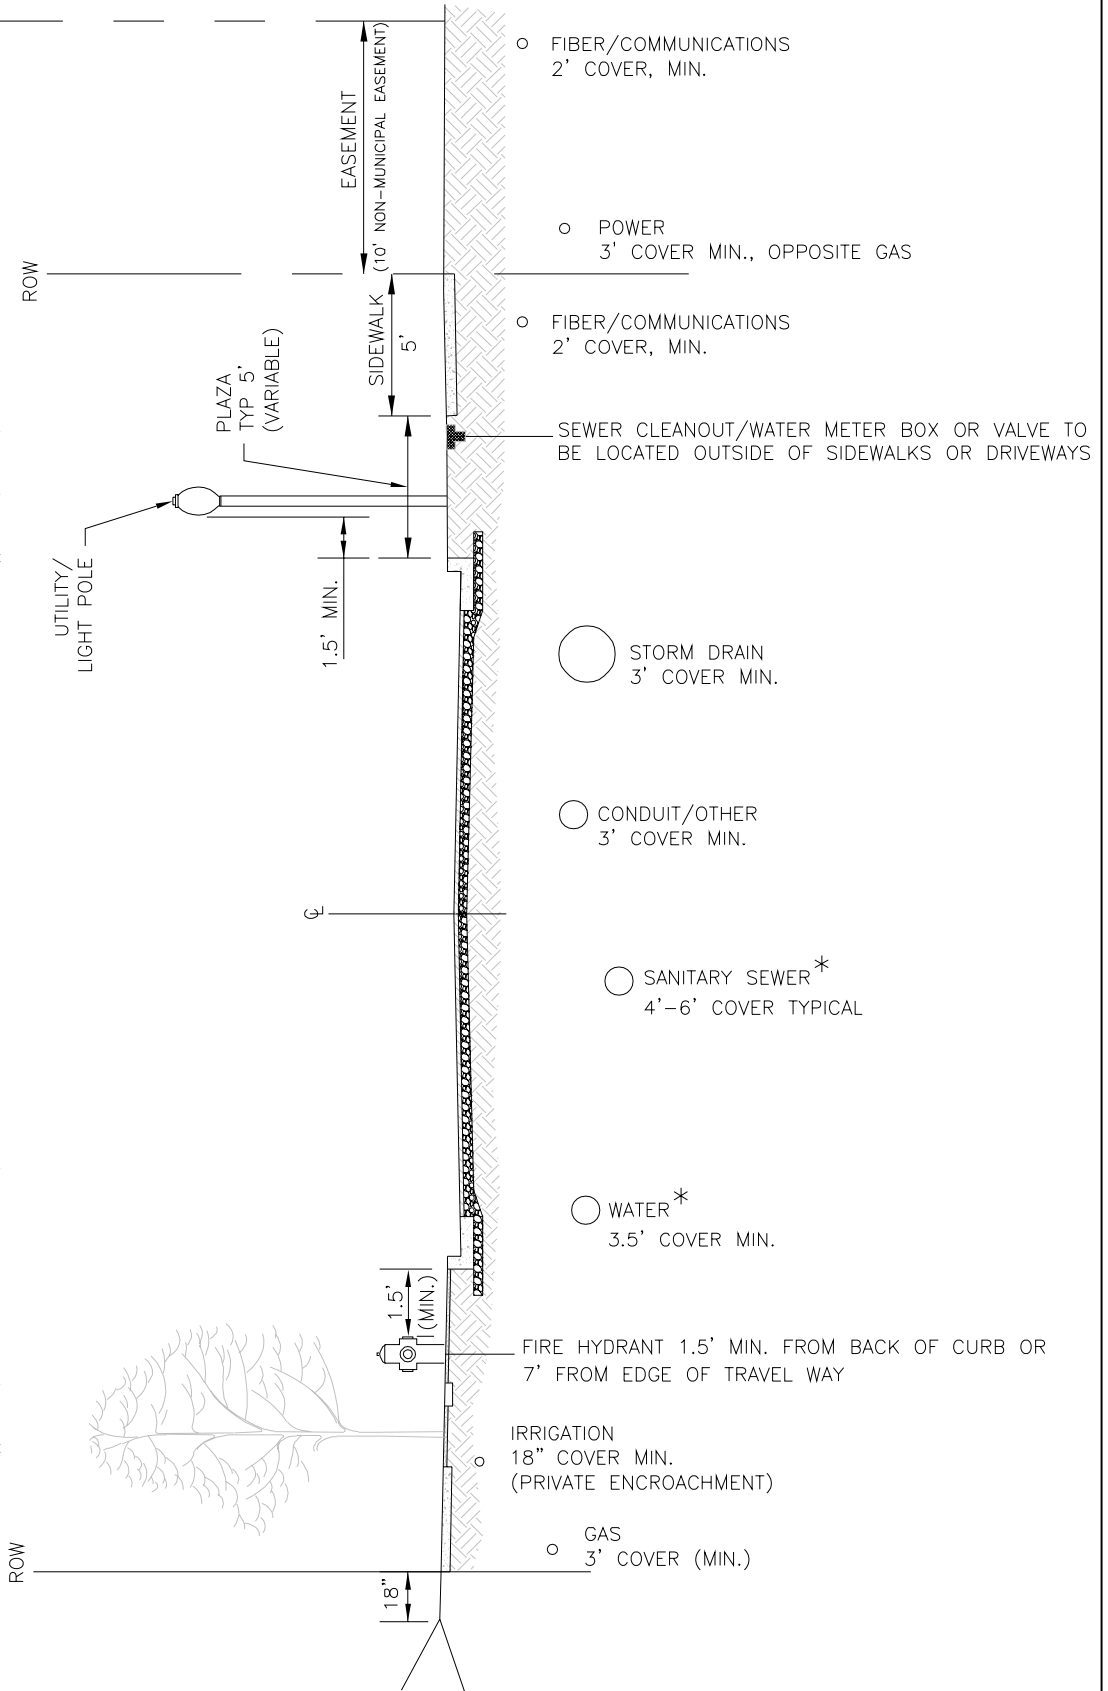 FIBER/COMMUNICATIONS
2' COVER, MIN.
EASEMENT
(10' NON-MUNICIPAL EASEMENT)
POWER
3' COVER MIN., OPPOSITE GAS
ROW
SIDEWALK
5'
FIBER/COMMUNICATIONS
2' COVER, MIN.
PLAZA
TYP 5'
(VARIABLE)
SEWER CLEANOUT/WATER METER BOX OR VALVE TO
BE LOCATED OUTSIDE OF SIDEWALKS OR DRIVEWAYS
UTILITY/
LIGHT POLE
1.5' MIN.
STORM DRAIN
3' COVER MIN.
CONDUIT/OTHER
3' COVER MIN.
℄
SANITARY SEWER*
4'-6' COVER TYPICAL
WATER*
3.5' COVER MIN.
1.5'
(MIN.)
FIRE HYDRANT 1.5' MIN. FROM BACK OF CURB OR
7' FROM EDGE OF TRAVEL WAY
IRRIGATION
18" COVER MIN.
(PRIVATE ENCROACHMENT)
GAS
3' COVER (MIN.)
ROW
18"